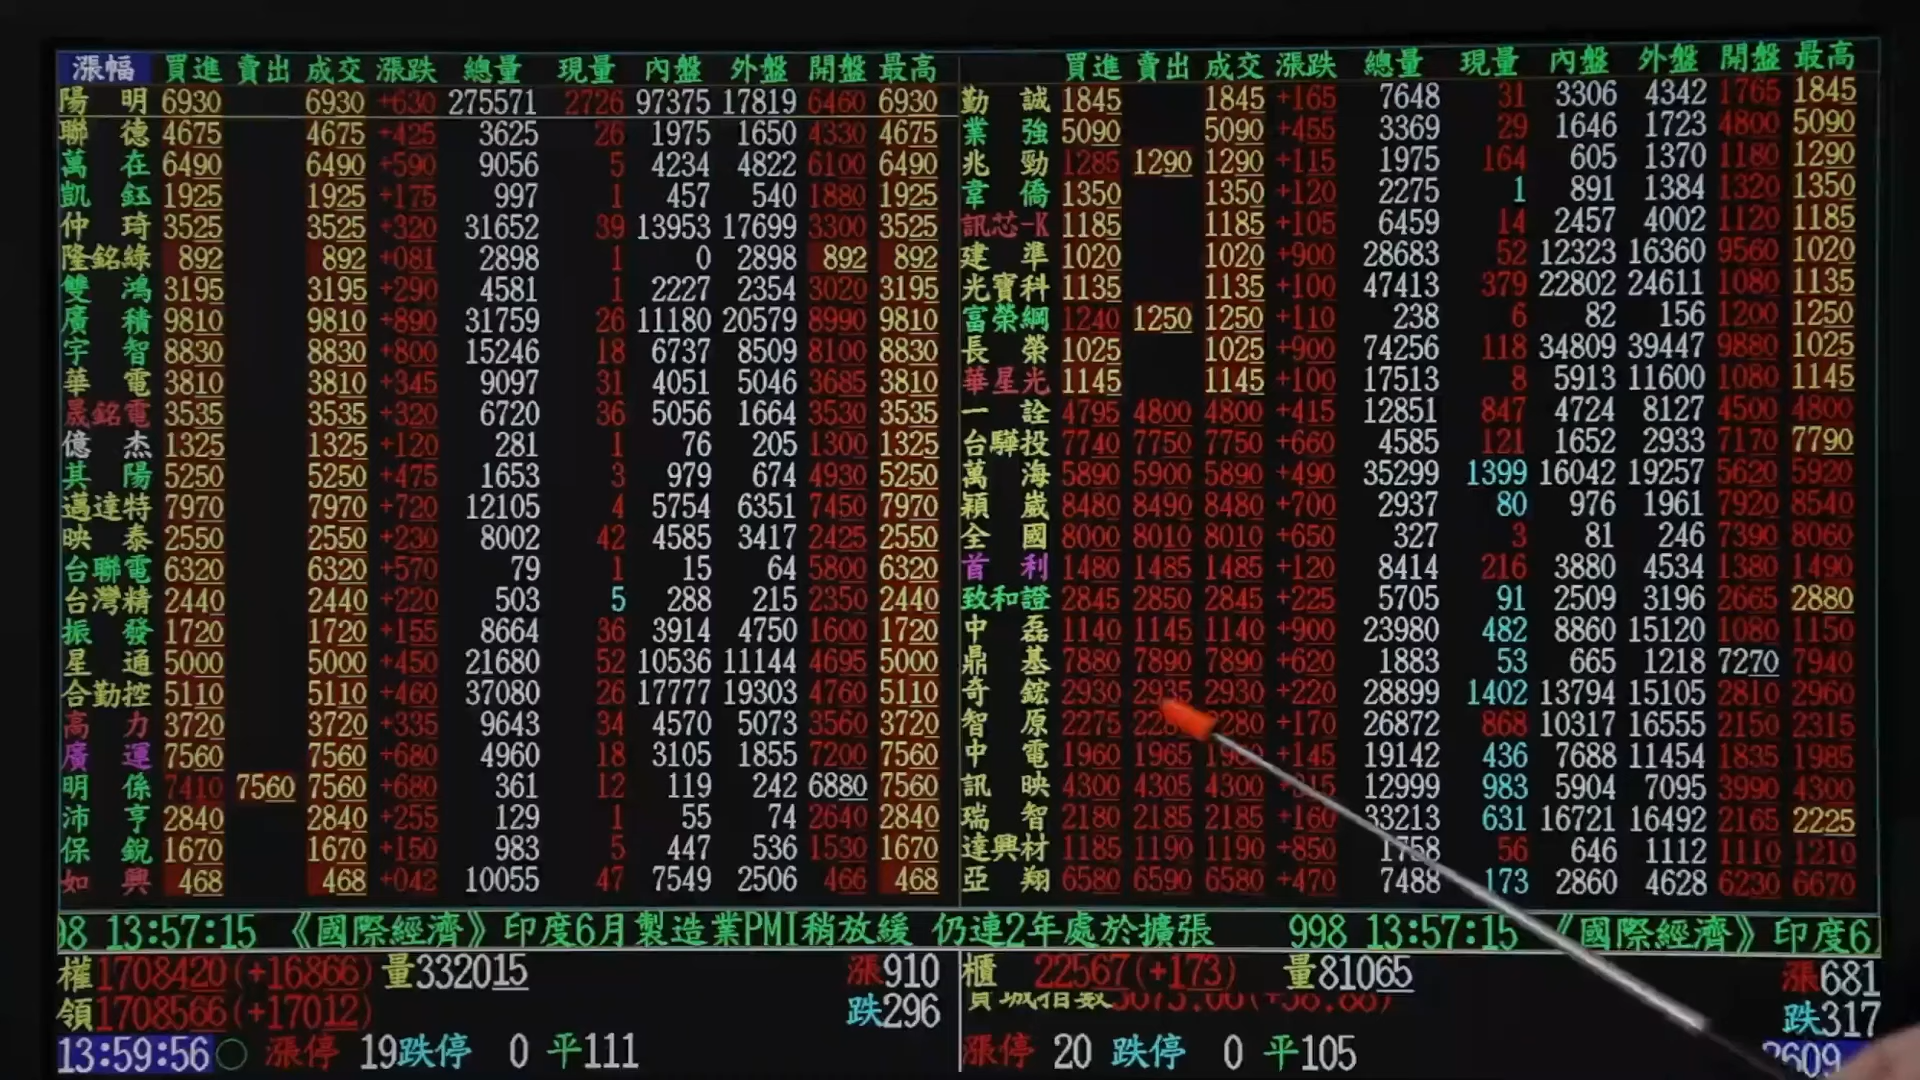 漲幅 買進 賣出 成交 漲跌 總量 現量 內盤 外盤 開盤 最高
陽明 6930 6930 +630 275571 2726 97375 17819 6460 6930
聯德 4675 4675 +425 3625 26 1975 1650 4330 4675
萬在 6490 6490 +590 9056 5 4234 4822 6100 6490
凱鈺 1925 1925 +175 997 1 457 540 1880 1925
仲琦 3525 3525 +320 31652 39 13953 17699 3300 3525
隆銘綠 892 892 +081 2898 1 0 2898 892 892
雙鴻 3195 3195 +290 4581 1 2227 2354 3020 3195
廣積 9810 9810 +890 31759 26 11180 20579 8990 9810
宇智 8830 8830 +800 15246 18 6737 8509 8100 8830
華電 3810 3810 +345 9097 31 4051 5046 3685 3810
晟銘電 3535 3535 +320 6720 36 5056 1664 3530 3535
億杰 1325 1325 +120 281 1 76 205 1300 1325
其陽 5250 5250 +475 1653 3 979 674 4930 5250
邁達特 7970 7970 +720 12105 4 5754 6351 7450 7970
映泰 2550 2550 +230 8002 42 4585 3417 2425 2550
台聯電 6320 6320 +570 79 1 15 64 5800 6320
台灣精 2440 2440 +220 503 5 288 215 2350 2440
振發 1720 1720 +155 8664 36 3914 4750 1600 1720
星通 5000 5000 +450 21680 52 10536 11144 4695 5000
合勤控 5110 5110 +460 37080 26 17777 19303 4760 5110
高力 3720 3720 +335 9643 34 4570 5073 3560 3720
廣運 7560 7560 +680 4960 18 3105 1855 7200 7560
明係 7410 7560 7560 +680 361 12 119 242 6880 7560
沛亨 2840 2840 +255 129 1 55 74 2640 2840
保銳 1670 1670 +150 983 5 447 536 1530 1670
如興 468 468 +042 10055 47 7549 2506 466 468
買進 賣出 成交 漲跌 總量 現量 內盤 外盤 開盤 最高
勤誠 1845 1845 +165 7648 31 3306 4342 1765 1845
業強 5090 5090 +455 3369 29 1646 1723 4800 5090
兆勁 1285 1290 1290 +115 1975 164 605 1370 1180 1290
韋僑 1350 1350 +120 2275 1 891 1384 1320 1350
訊芯-K 1185 1185 +105 6459 14 2457 4002 1120 1185
建準 1020 1020 +900 28683 52 12323 16360 9560 1020
光寶科 1135 1135 +100 47413 379 22802 24611 1080 1135
富榮綱 1240 1250 1250 +110 238 6 82 156 1200 1250
長榮 1025 1025 +900 74256 118 34809 39447 9880 1025
華星光 1145 1145 +100 17513 8 5913 11600 1080 1145
一詮 4795 4800 4800 +415 12851 847 4724 8127 4500 4800
台驊投 7740 7750 7750 +660 4585 121 1652 2933 7170 7790
萬海 5890 5900 5890 +490 35299 1399 16042 19257 5620 5920
穎崴 8480 8490 8480 +700 2937 80 976 1961 7920 8540
全國 8000 8010 8010 +650 327 3 81 246 7390 8060
首利 1480 1485 1485 +120 8414 216 3880 4534 1380 1490
致和證 2845 2850 2845 +225 5705 91 2509 3196 2665 2880
中磊 1140 1145 1140 +900 23980 482 8860 15120 1080 1150
鼎基 7880 7890 7890 +620 1883 53 665 1218 7270 7940
奇鋐 2930 2935 2930 +220 28899 1402 13794 15105 2810 2960
智原 2275 +170 26872 868 10317 16555 2150 2315
中電 1960 1965 +145 19142 436 7688 11454 1835 1985
訊映 4300 4305 4300 12999 983 5904 7095 3990 4300
瑞智 2180 2185 2185 +160 33213 631 16721 16492 2165 2225
達興材 1185 1190 1190 +850 1758 56 646 1112 1110 1210
亞翔 6580 6590 6580 +470 7488 173 2860 4628 6230 6670
98 13:57:15 《國際經濟》印度6月製造業PMI稍放緩 仍連2年處於擴張 998 13:57:15 《國際經濟》印度6
權1708420(+16866) 量332015 漲910
領1708566(+17012) 跌296
13:59:56 漲停 19 跌停 0 平111
櫃 22567(+173) 量81065 漲681
跌317
漲停 20 跌停 0 平105 2609